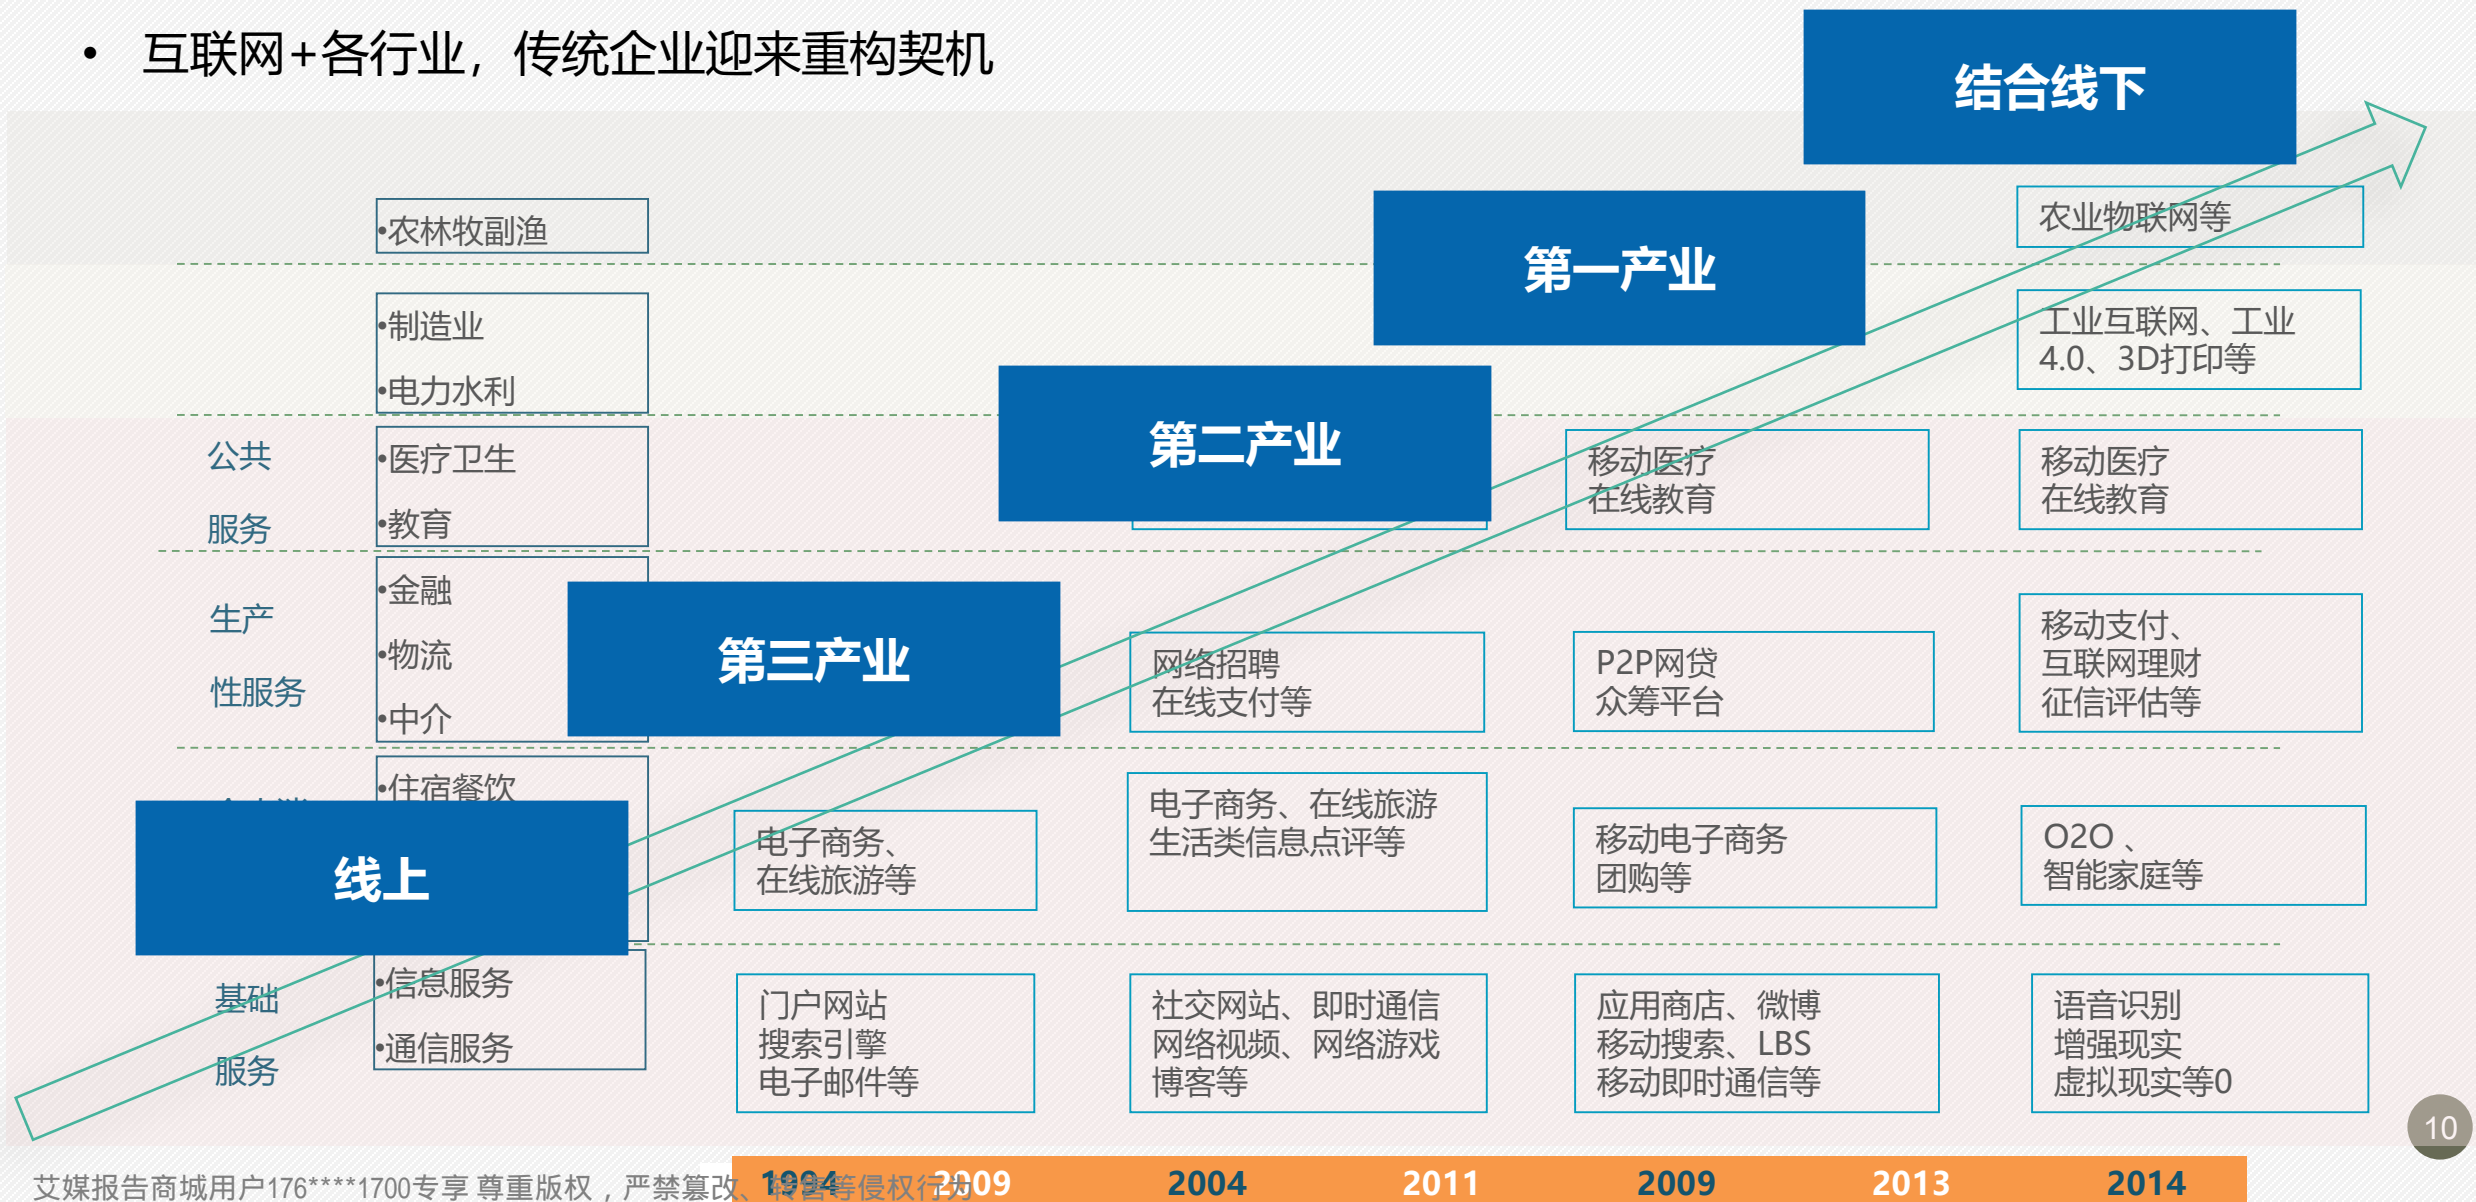 • 互联网+各行业，传统企业迎来重构契机
结合线下
•农林牧副渔
第一产业
农业物联网等
•制造业
•电力水利
工业互联网、工业
4.0、3D打印等
第二产业
公共
服务
•医疗卫生
•教育
移动医疗
在线教育
移动医疗
在线教育
生产
性服务
•金融
•物流
•中介
第三产业
网络招聘
在线支付等
P2P网贷
众筹平台
移动支付、
互联网理财
征信评估等
•住宿餐饮
线上
电子商务、
在线旅游等
电子商务、在线旅游
生活类信息点评等
移动电子商务
团购等
O2O 、
智能家庭等
基础
服务
•信息服务
•通信服务
门户网站
搜索引擎
电子邮件等
社交网站、即时通信
网络视频、网络游戏
博客等
应用商店、微博
移动搜索、LBS
移动即时通信等
语音识别
增强现实
虚拟现实等0
10
1994 2009 2004 2011 2009 2013 2014
艾媒报告商城用户176****1700专享 尊重版权，严禁篡改、转售等侵权行为